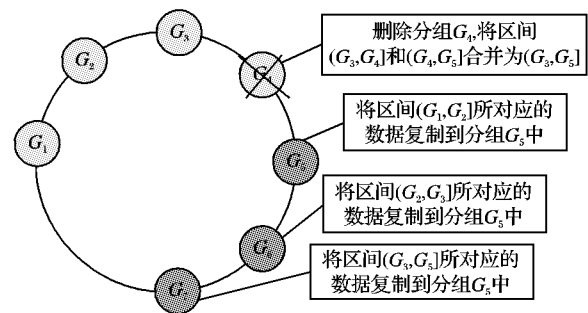 G₃
删除分组G₄,将区间
(G₃,G₄]和(G₄,G₅]合并为(G₃,G₅]
G₂
G₄
将区间(G₁,G₂]所对应的
数据复制到分组G₅中
G₁
G₅
将区间(G₂,G₃]所对应的
数据复制到分组G₅中
G₆
将区间(G₃,G₅]所对应的
数据复制到分组G₅中
G₇